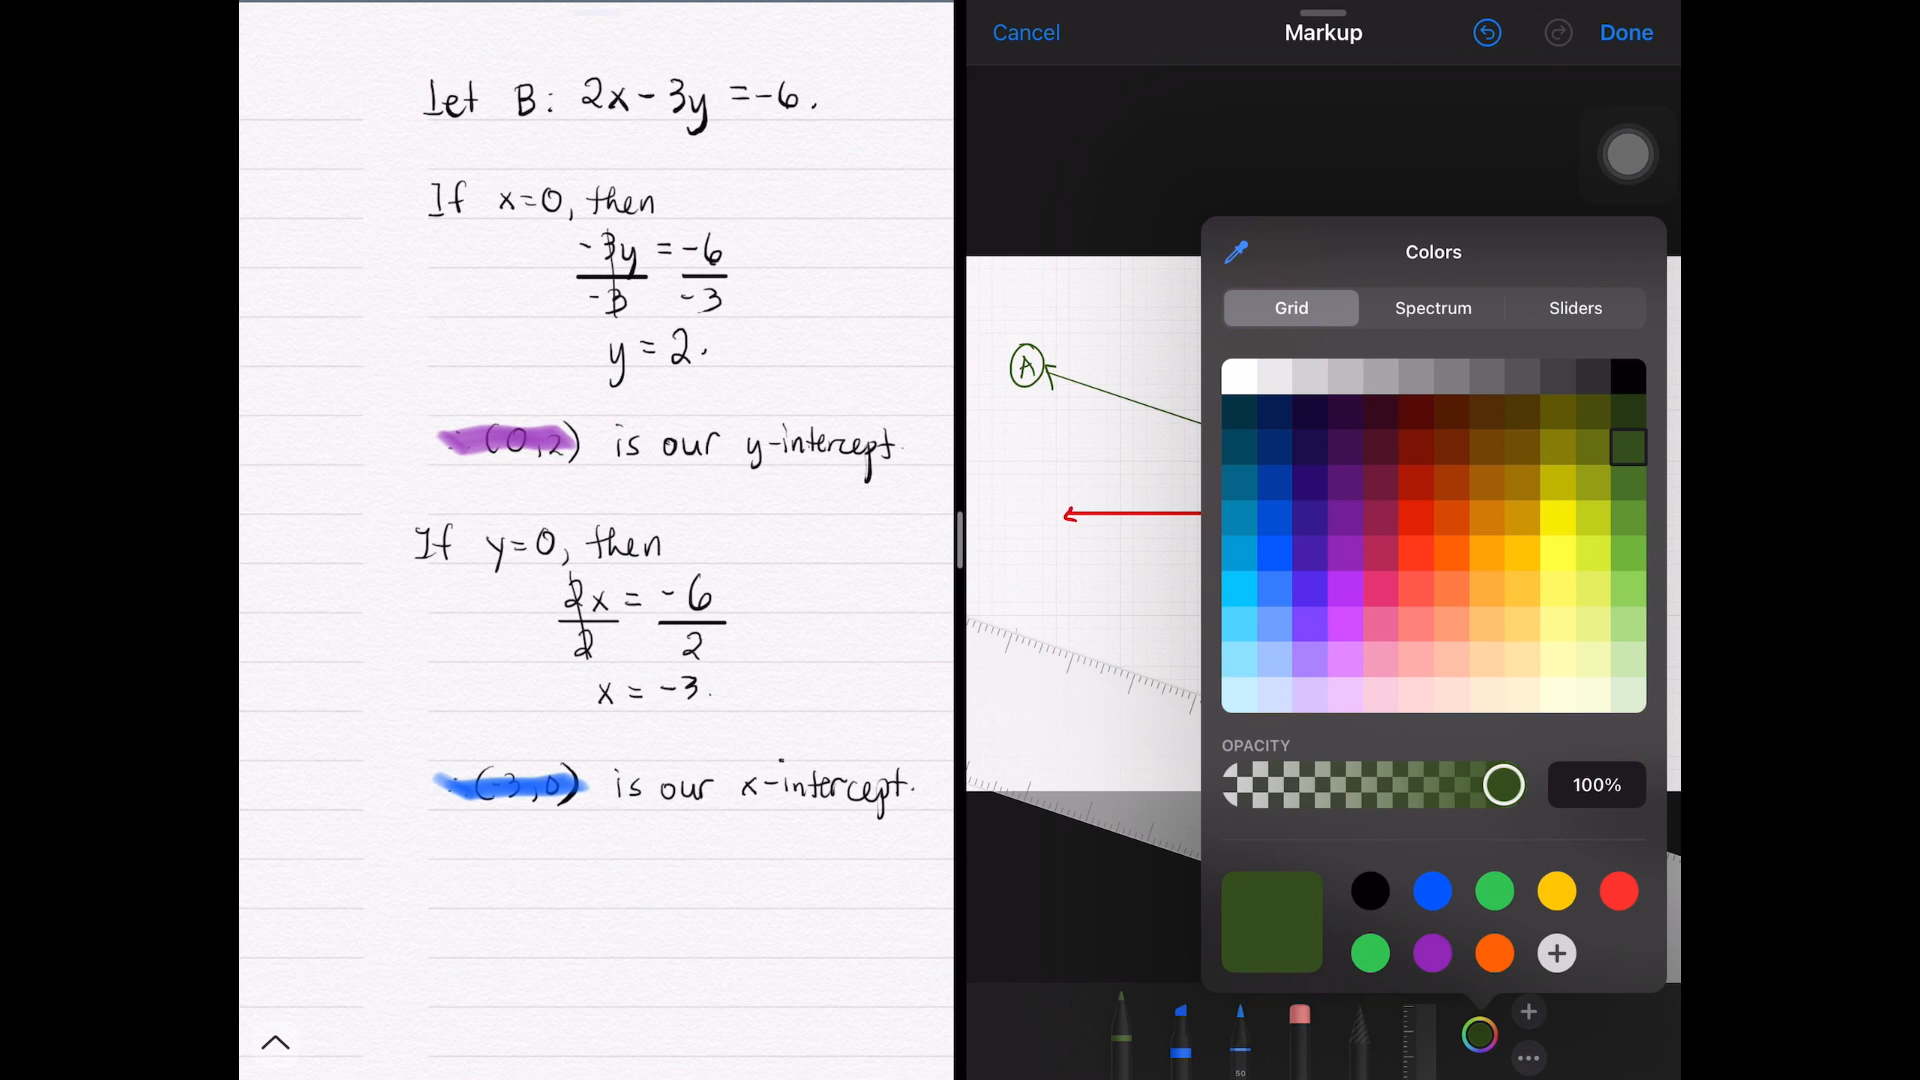 Let B: 2x - 3y = -6.
If x=0, then
-3y = -6
-3 -3
y = 2.
∴ (0,2) is our y-intercept.
If y=0, then
2x = -6
2 2
x = -3.
∴ (-3,0) is our x-intercept.
Cancel Markup Done
A
Colors
Grid Spectrum Sliders
OPACITY
100%
50